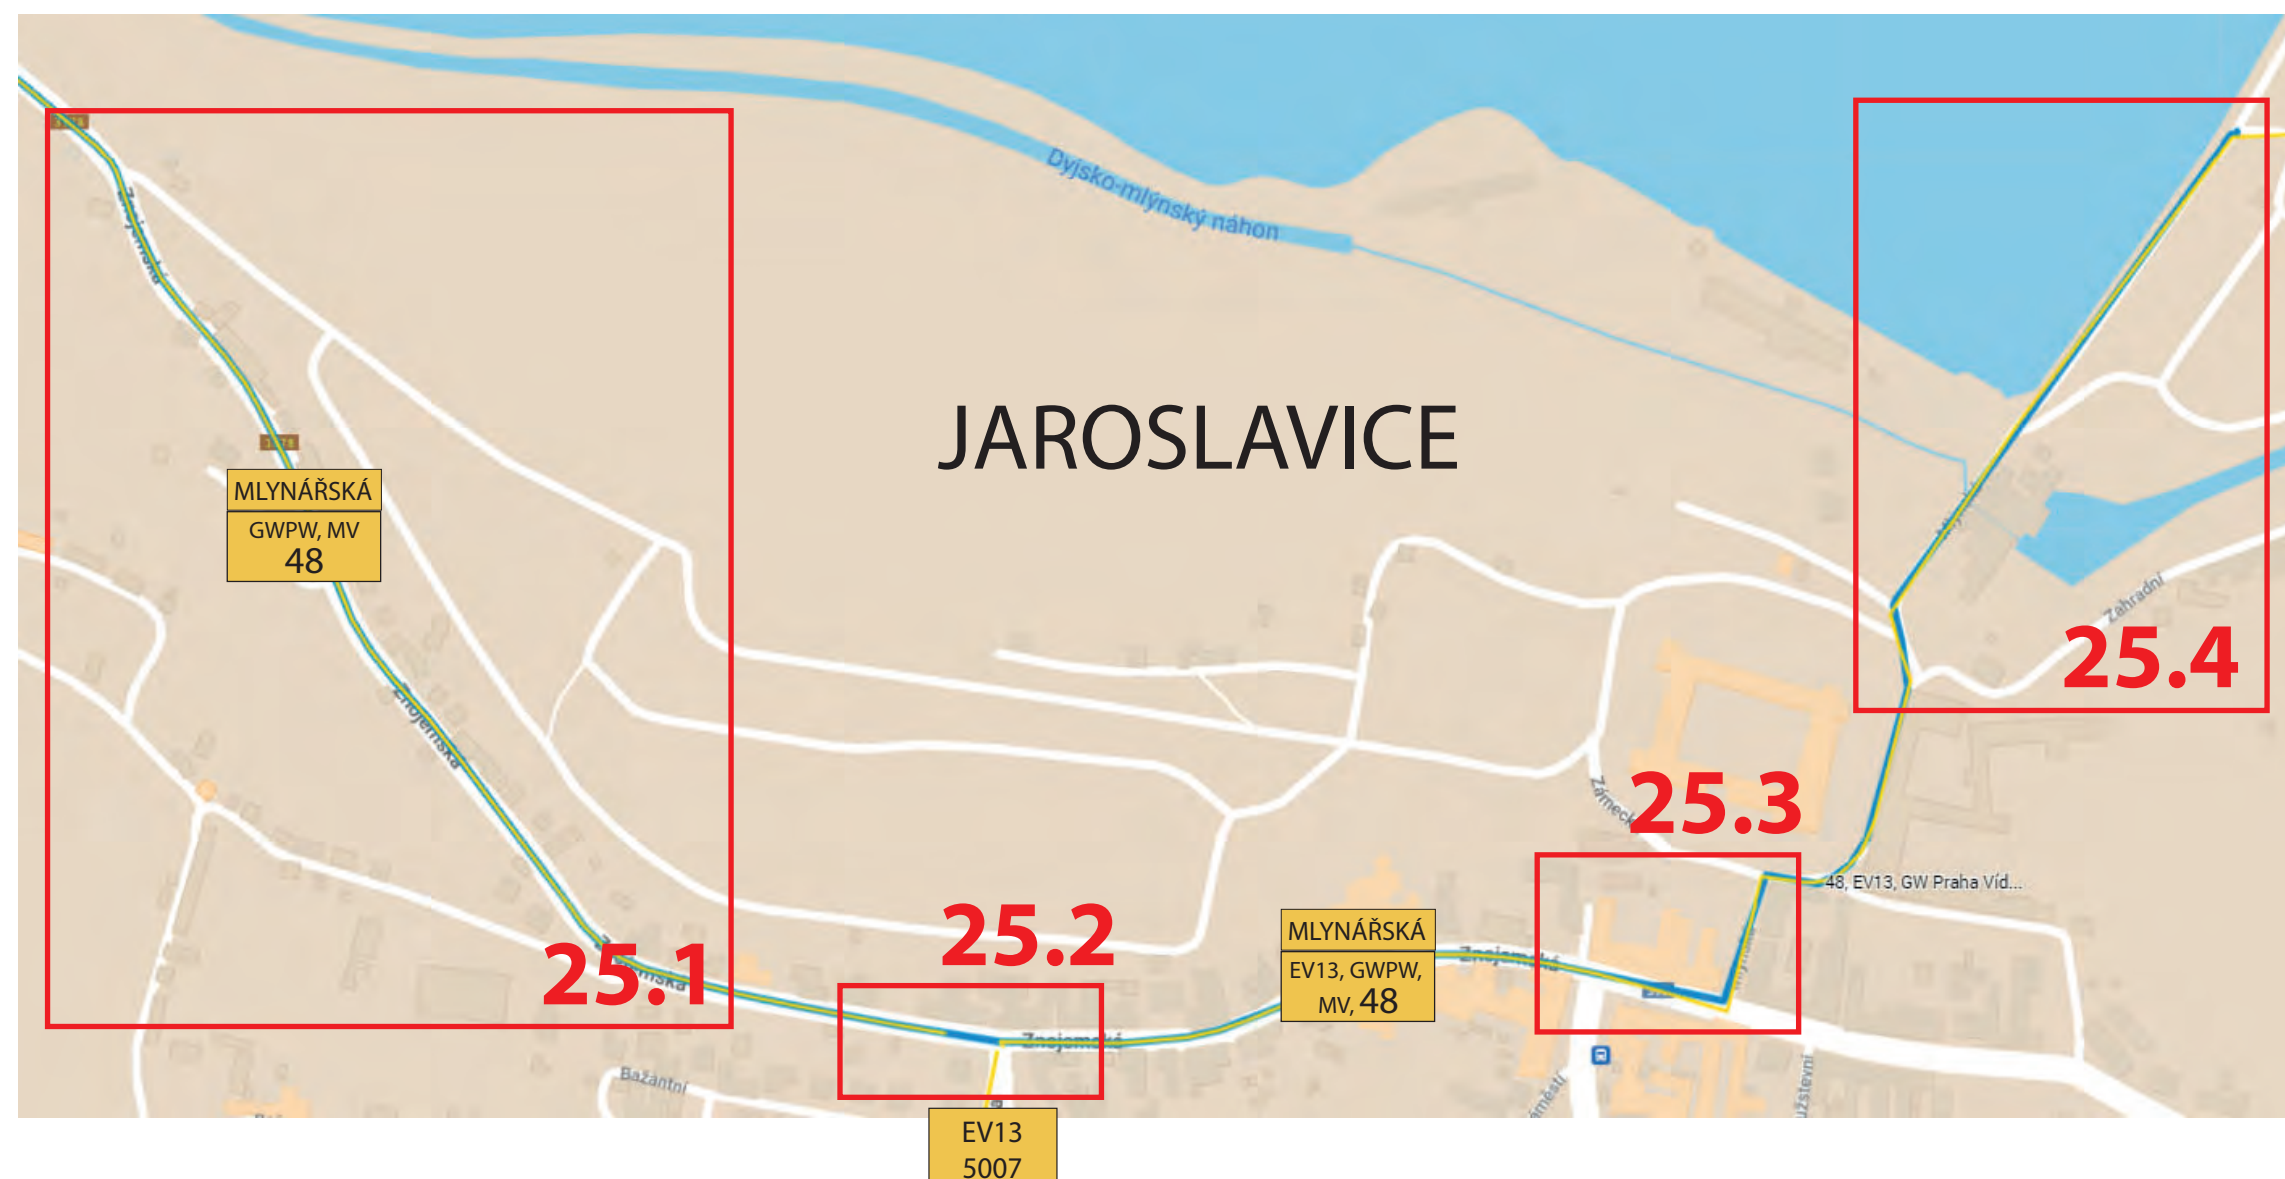 Dyjsko-mlýnský náhon
Znojemská
JAROSLAVICE
MLYNÁŘSKÁ
GWPW, MV
48
Zahradní
25.4
Znojemská
25.3
48, EV13, GW Praha Víd...
25.2
MLYNÁŘSKÁ
EV13, GWPW,
MV, 48
Znojemská
25.1
Znojemská
Bažantní
EV13
5007